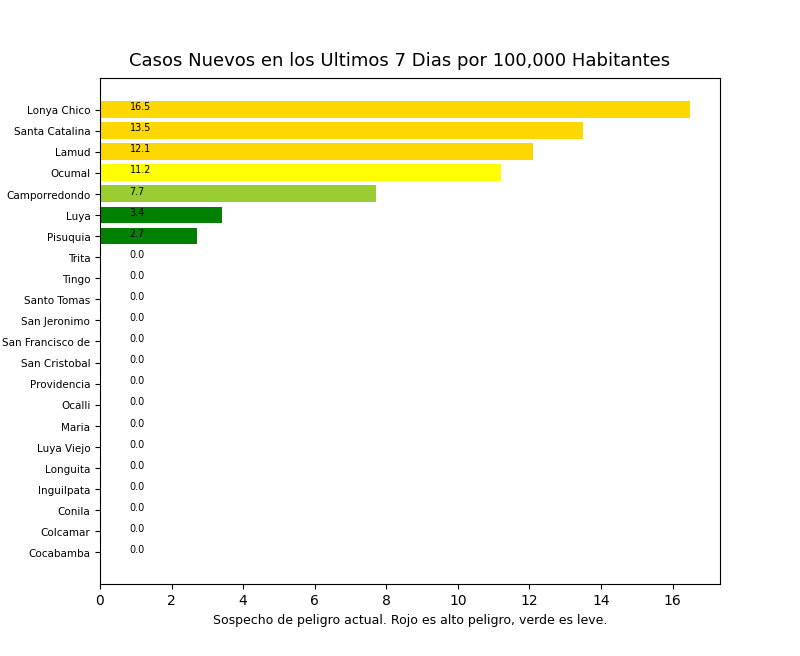 Casos Nuevos en los Ultimos 7 Dias por 100,000 Habitantes
Lonya Chico 16.5
Santa Catalina 13.5
Lamud 12.1
Ocumal 11.2
Camporredondo 7.7
Luya 3.4
Pisuquia 2.7
Trita 0.0
Tingo 0.0
Santo Tomas 0.0
San Jeronimo 0.0
San Francisco de 0.0
San Cristobal 0.0
Providencia 0.0
Ocalli 0.0
Maria 0.0
Luya Viejo 0.0
Longuita 0.0
Inguilpata 0.0
Conila 0.0
Colcamar 0.0
Cocabamba 0.0
0 2 4 6 8 10 12 14 16
Sospecho de peligro actual. Rojo es alto peligro, verde es leve.